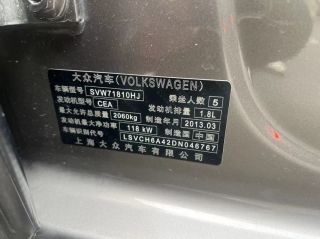 大众汽车(VOLKSWAGEN)
车辆型号 SVW71810HJ 乘坐人数 5
发动机型号 CEA 发动机排量 1.8L
最大允许总质量 2060kg 制造年月 2013.03
发动机最大净功率 118 kW 制造国 中国
车辆识别代号 LSVCH6A42DN046767
上海大众汽车有限公司